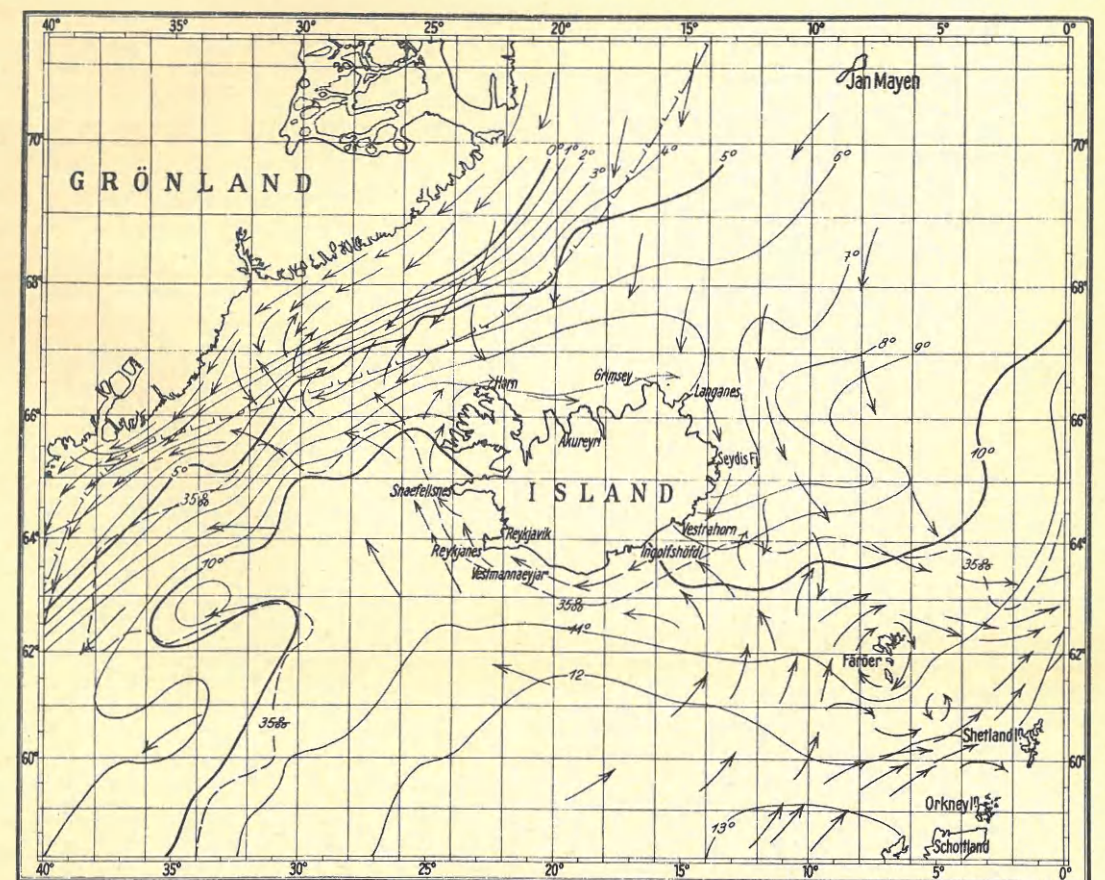 40° 35° 30° 25° 20° 15° 10° 5° 0°
Jan Mayen
70° 70°
0° 1° 2° 3° 4° 5° 6°
GRÖNLAND
7°
68° 68°
8° 9°
Horn Grimsey Langanes
66° 66°
Akureyri
10°
5° Seydis Fj.
35‰ Snaefellsnes ISLAND
Vestrahorn
Reykjavik
64° Reykjanes Ingolfshöfdi 64°
10° Vestmannaeyjar 35‰
35‰
11°
62° Färöer 62°
12
35‰
Shetland In.
60° 60°
Orkney In.
13°
Schottland
40° 35° 30° 25° 20° 15° 10° 5° 0°